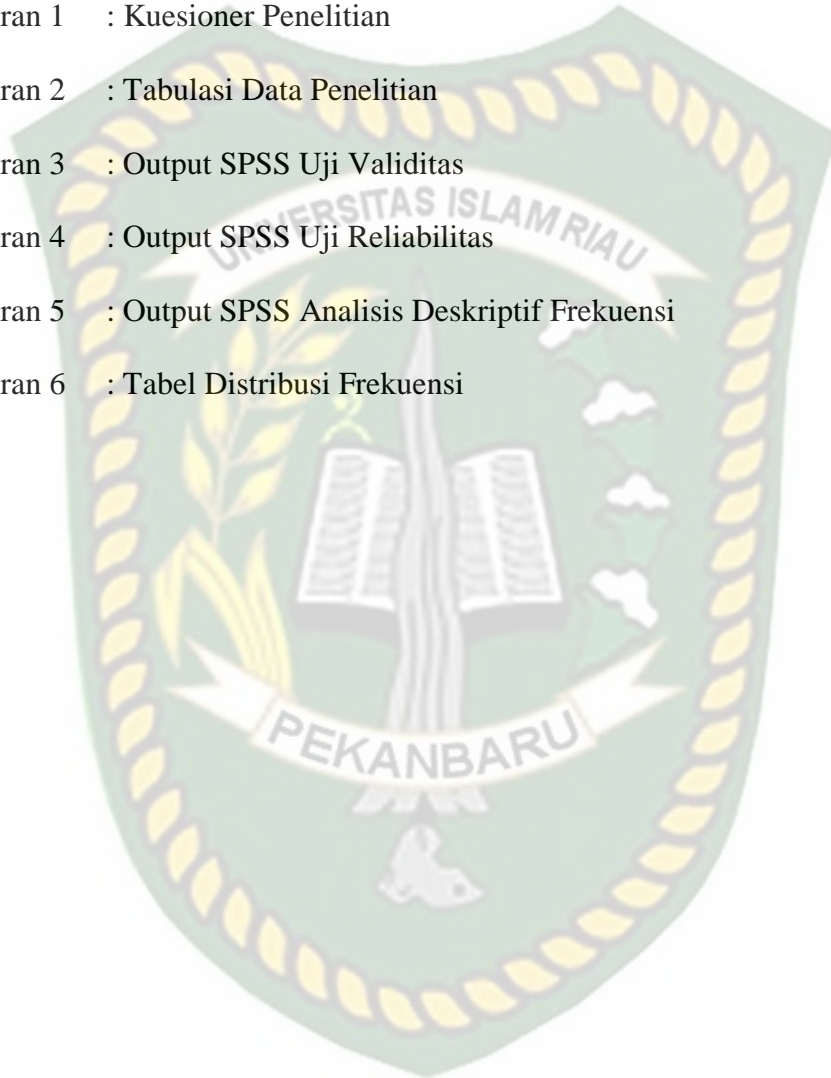 ran 1 : Kuesioner Penelitian
ran 2 : Tabulasi Data Penelitian
ran 3 : Output SPSS Uji Validitas
UNIVERSITAS ISLAM RIAU
ran 4 : Output SPSS Uji Reliabilitas
ran 5 : Output SPSS Analisis Deskriptif Frekuensi
ran 6 : Tabel Distribusi Frekuensi
PEKANBARU